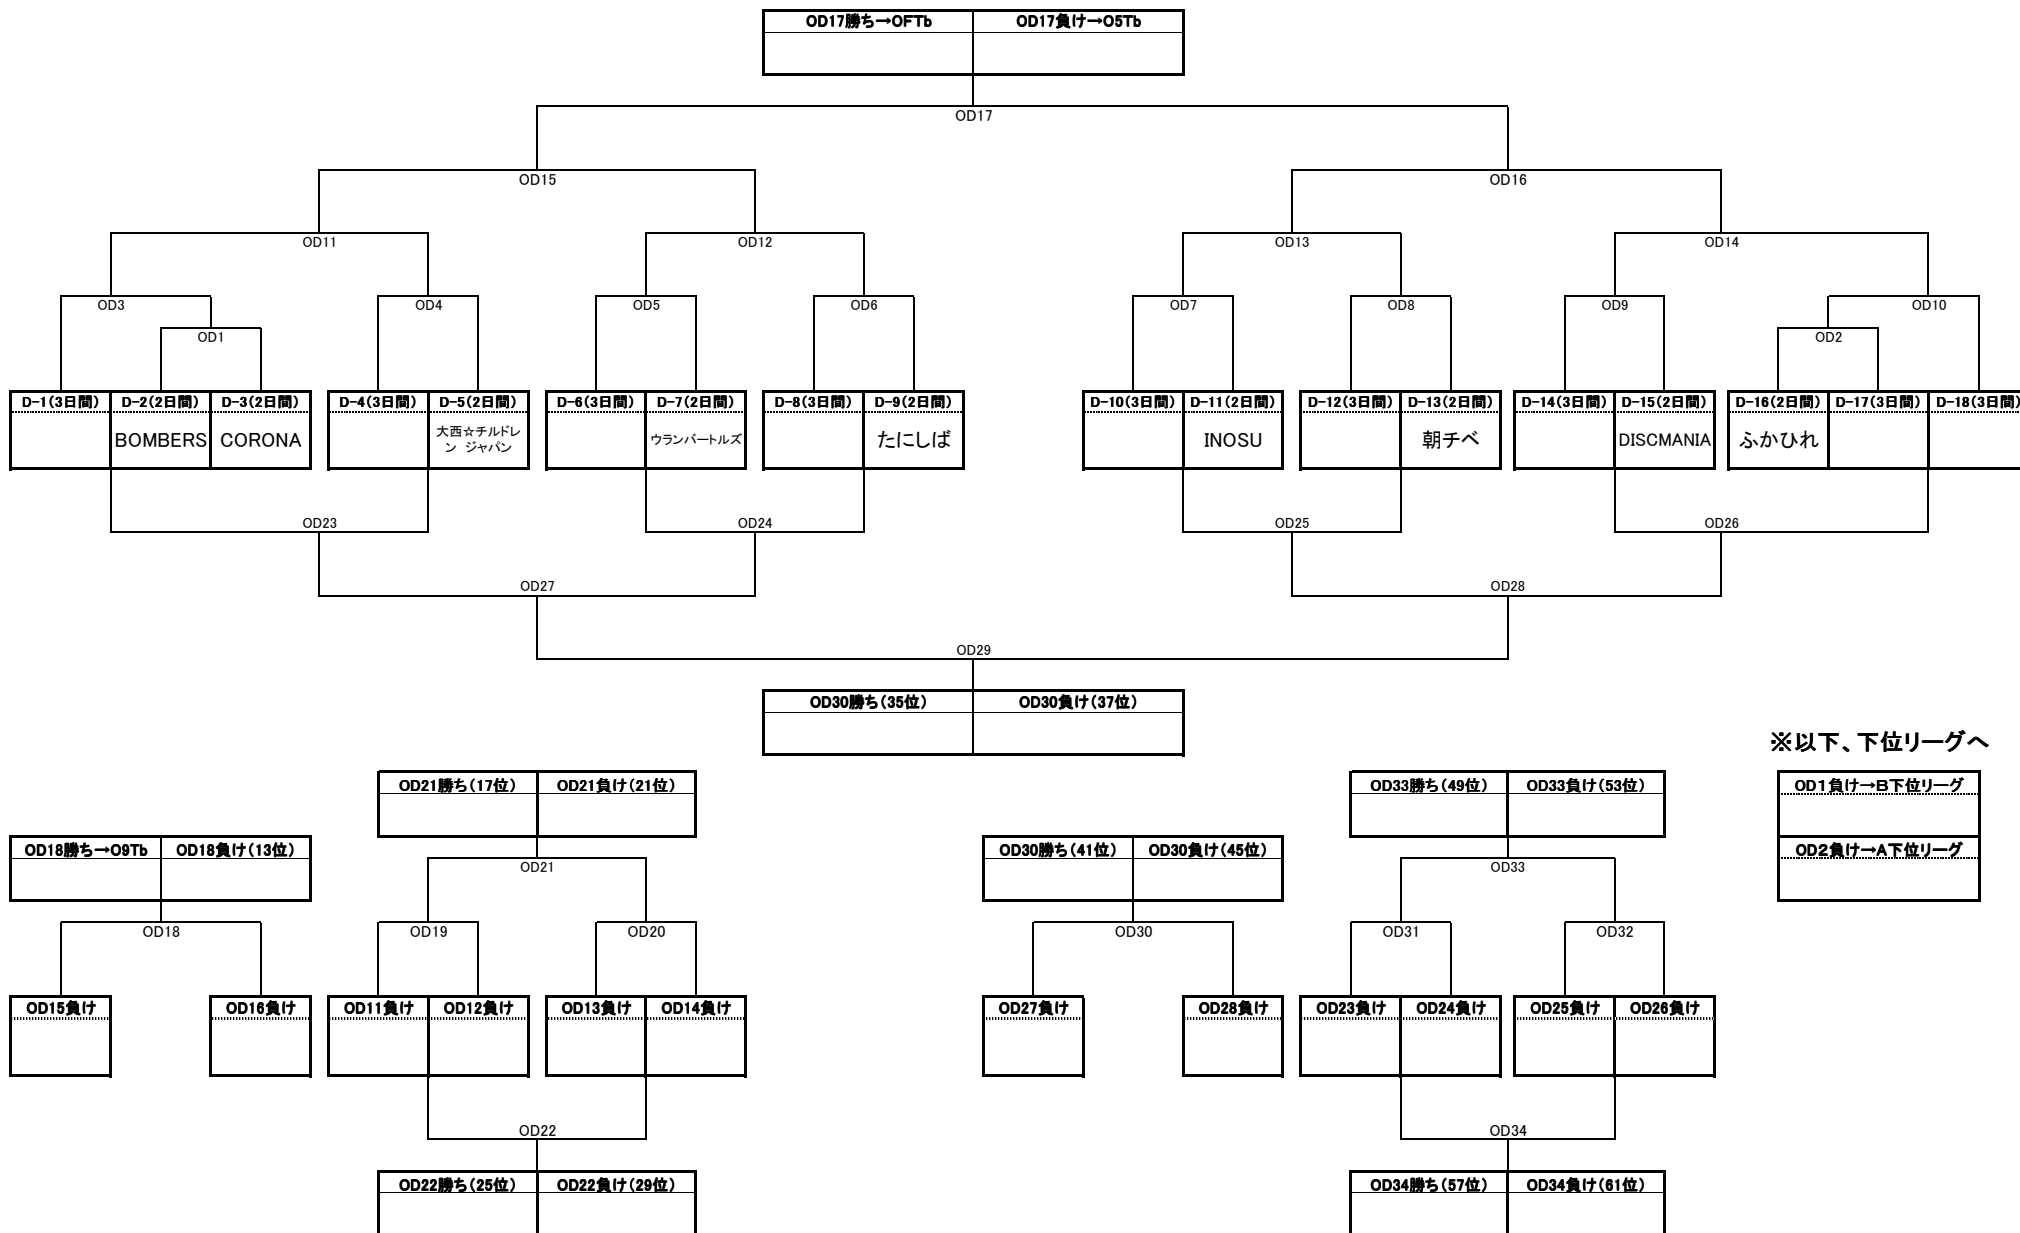 OD17勝ち→OFTb OD17負け→O5Tb
OD17
OD15 OD16
OD11 OD12 OD13 OD14
OD3 OD4 OD5 OD6 OD7 OD8 OD9 OD10
OD1 OD2
D-1(3日間) D-2(2日間) D-3(2日間) D-4(3日間) D-5(2日間) D-6(3日間) D-7(2日間) D-8(3日間) D-9(2日間) D-10(3日間) D-11(2日間) D-12(3日間) D-13(2日間) D-14(3日間) D-15(2日間) D-16(2日間) D-17(3日間) D-18(3日間)
BOMBERS CORONA 大西☆チルドレ
ン ジャパン ウランバートルズ たにしば INOSU 朝チベ DISCMANIA ふかひれ
OD23 OD24 OD25 OD26
OD27 OD28
OD29
OD30勝ち(35位) OD30負け(37位)
※以下、下位リーグへ
OD21勝ち(17位) OD21負け(21位) OD33勝ち(49位) OD33負け(53位) OD1負け→B下位リーグ
OD18勝ち→O9Tb OD18負け(13位) OD30勝ち(41位) OD30負け(45位) OD2負け→A下位リーグ
OD21 OD33
OD18 OD19 OD20 OD30 OD31 OD32
OD15負け OD16負け OD11負け OD12負け OD13負け OD14負け OD27負け OD28負け OD23負け OD24負け OD25負け OD26負け
OD22 OD34
OD22勝ち(25位) OD22負け(29位) OD34勝ち(57位) OD34負け(61位)